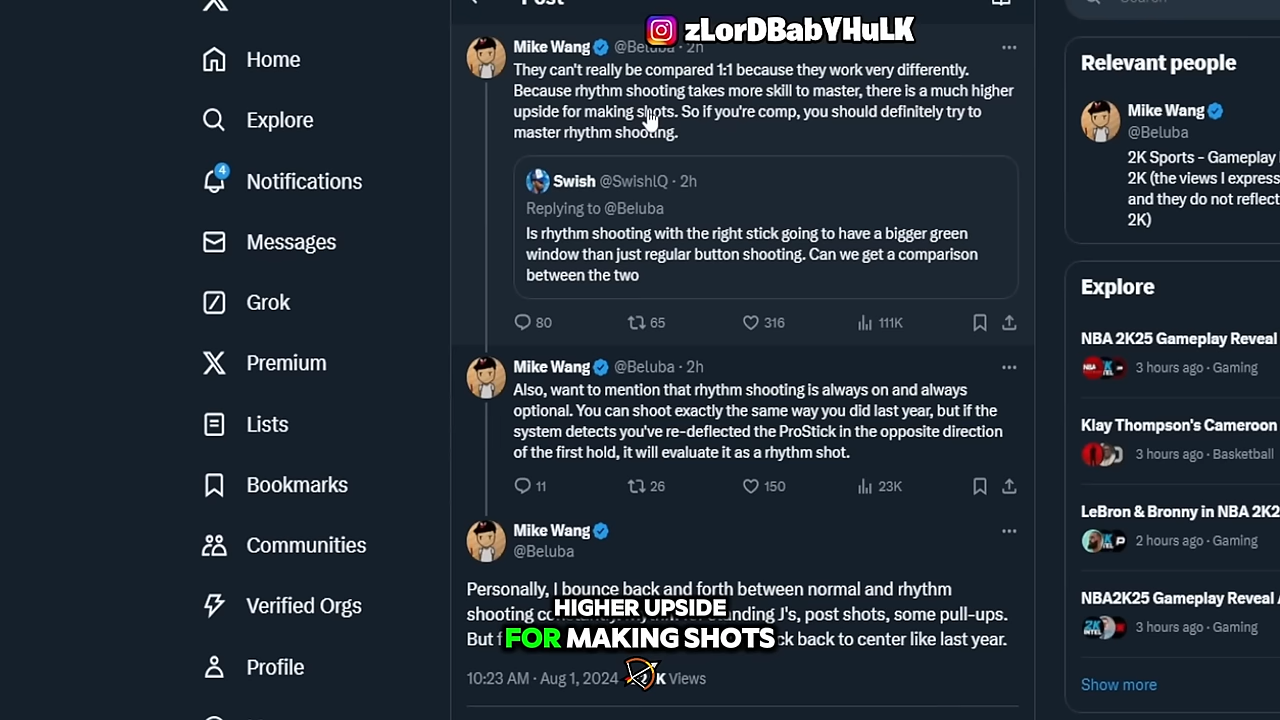 Post
zLorDBabYHuLK
Home
Explore
4
Notifications
Messages
Grok
Premium
Lists
Bookmarks
Communities
Verified Orgs
Profile
Mike Wang @Beluba · 2h
They can't really be compared 1:1 because they work very differently.
Because rhythm shooting takes more skill to master, there is a much higher
upside for making shots. So if you're comp, you should definitely try to
master rhythm shooting.
Swish @SwishlQ · 2h
Replying to @Beluba
Is rhythm shooting with the right stick going to have a bigger green
window than just regular button shooting. Can we get a comparison
between the two
80 65 316 111K
Mike Wang @Beluba · 2h
Also, want to mention that rhythm shooting is always on and always
optional. You can shoot exactly the same way you did last year, but if the
system detects you've re-deflected the ProStick in the opposite direction
of the first hold, it will evaluate it as a rhythm shot.
11 26 150 23K
Mike Wang
@Beluba
Personally, I bounce back and forth between normal and rhythm
shooting standing J's, post shots, some pull-ups.
But back to center like last year.
HIGHER UPSIDE
FOR MAKING SHOTS
10:23 AM · Aug 1, 2024 K Views
Search
Relevant people
Mike Wang
@Beluba
2K Sports - Gameplay
2K (the views I express
and they do not reflect
2K)
Explore
NBA 2K25 Gameplay Reveal
3 hours ago · Gaming
Klay Thompson's Cameroon
3 hours ago · Basketball
LeBron & Bronny in NBA 2K2
2 hours ago · Gaming
NBA2K25 Gameplay Reveal
3 hours ago · Gaming
Show more